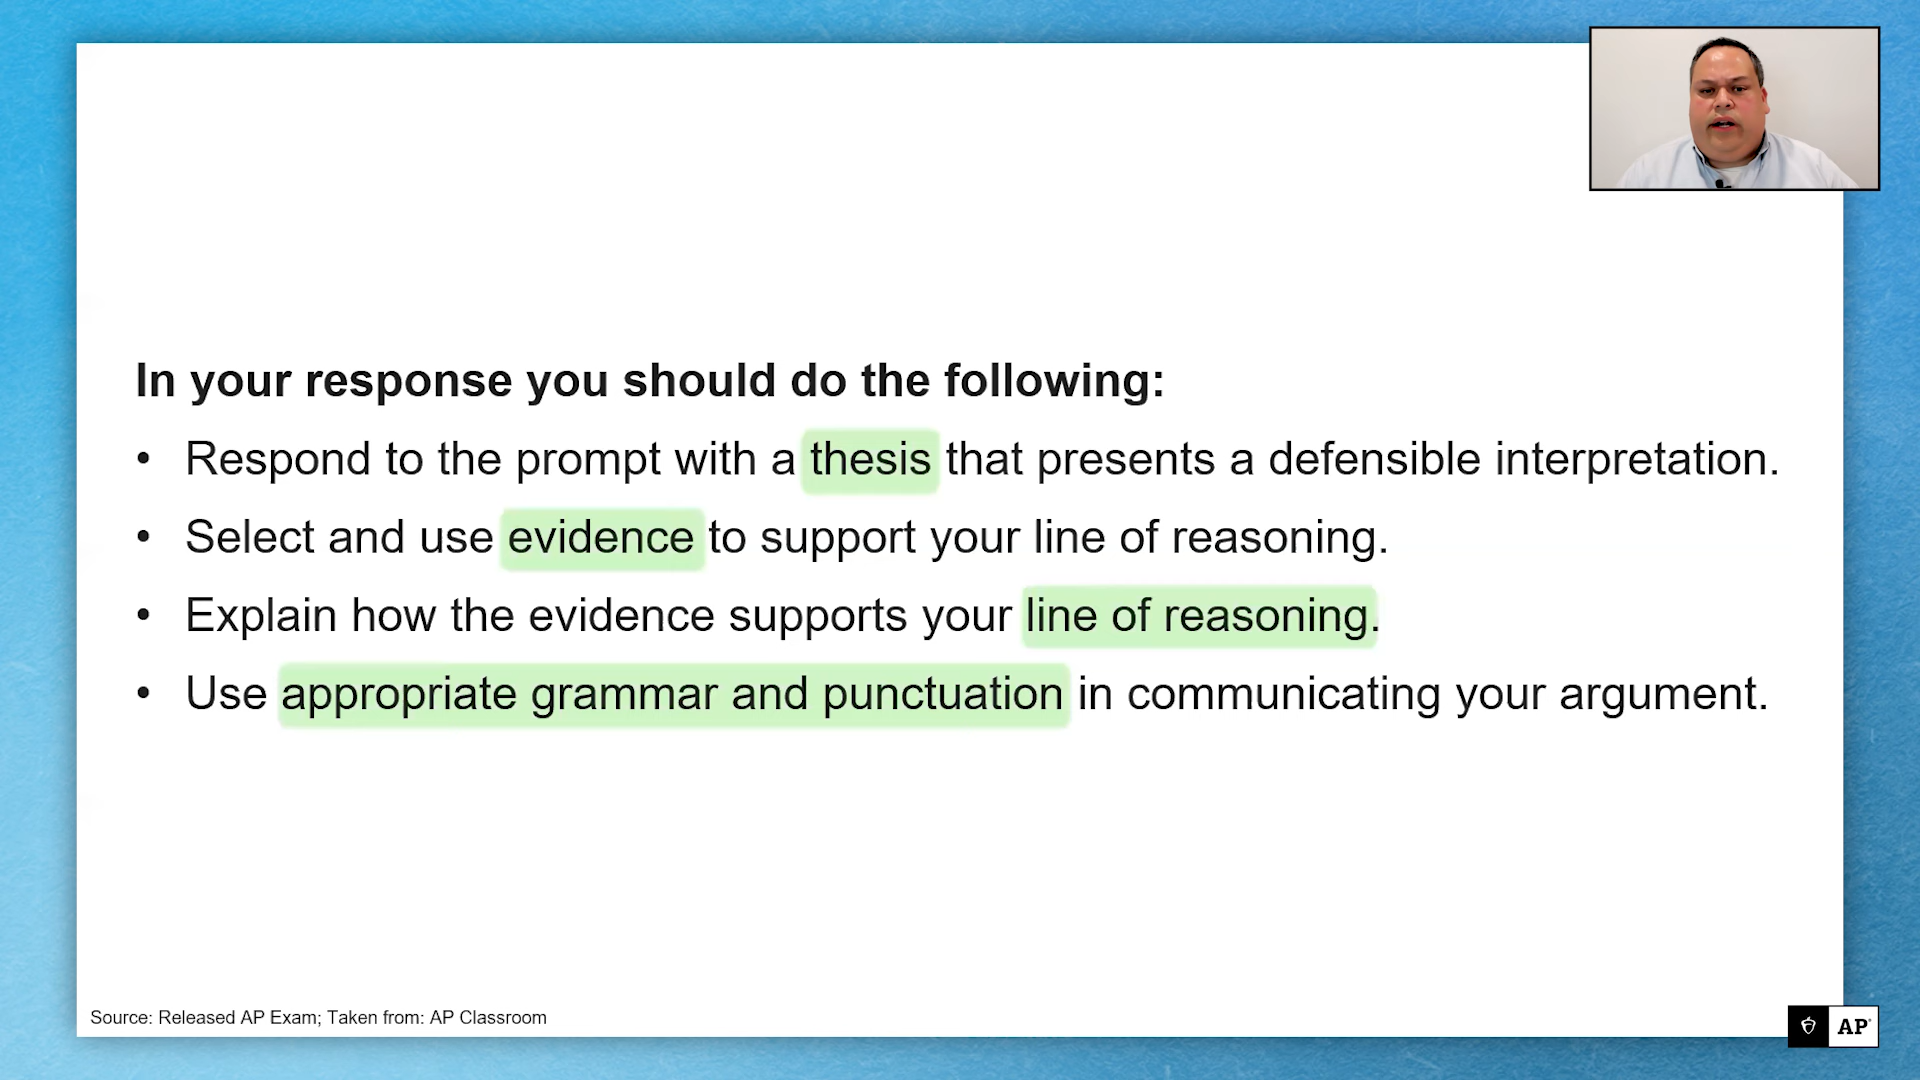 In your response you should do the following:
• Respond to the prompt with a thesis that presents a defensible interpretation.
• Select and use evidence to support your line of reasoning.
• Explain how the evidence supports your line of reasoning.
• Use appropriate grammar and punctuation in communicating your argument.
Source: Released AP Exam; Taken from: AP Classroom
AP